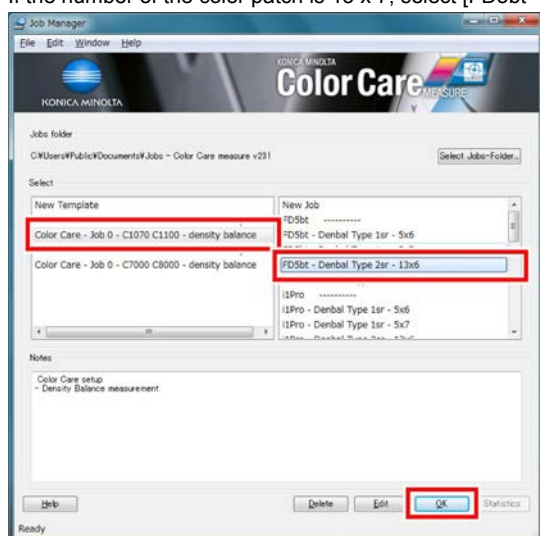 If the number of the color patch is 13 x 7, select [FD5bt
Job Manager
File Edit Window Help
KONICA MINOLTA
KONICA MINOLTA
Color Care
MEASURE
Jobs folder
C:¥Users¥Public¥Documents¥Jobs - Color Care measure v231
Select Jobs-Folder...
Select
New Template
New Job
FD5bt ----------
Color Care - Job 0 - C1070 C1100 - density balance
FD5bt - Denbal Type 1sr - 5x6
Color Care - Job 0 - C7000 C8000 - density balance
FD5bt - Denbal Type 2sr - 13x6
i1Pro ----------
i1Pro - Denbal Type 1sr - 5x6
i1Pro - Denbal Type 1sr - 5x7
Notes
Color Care setup
- Density Balance measurement
Help
Delete
Edit
OK
Statistics
Ready